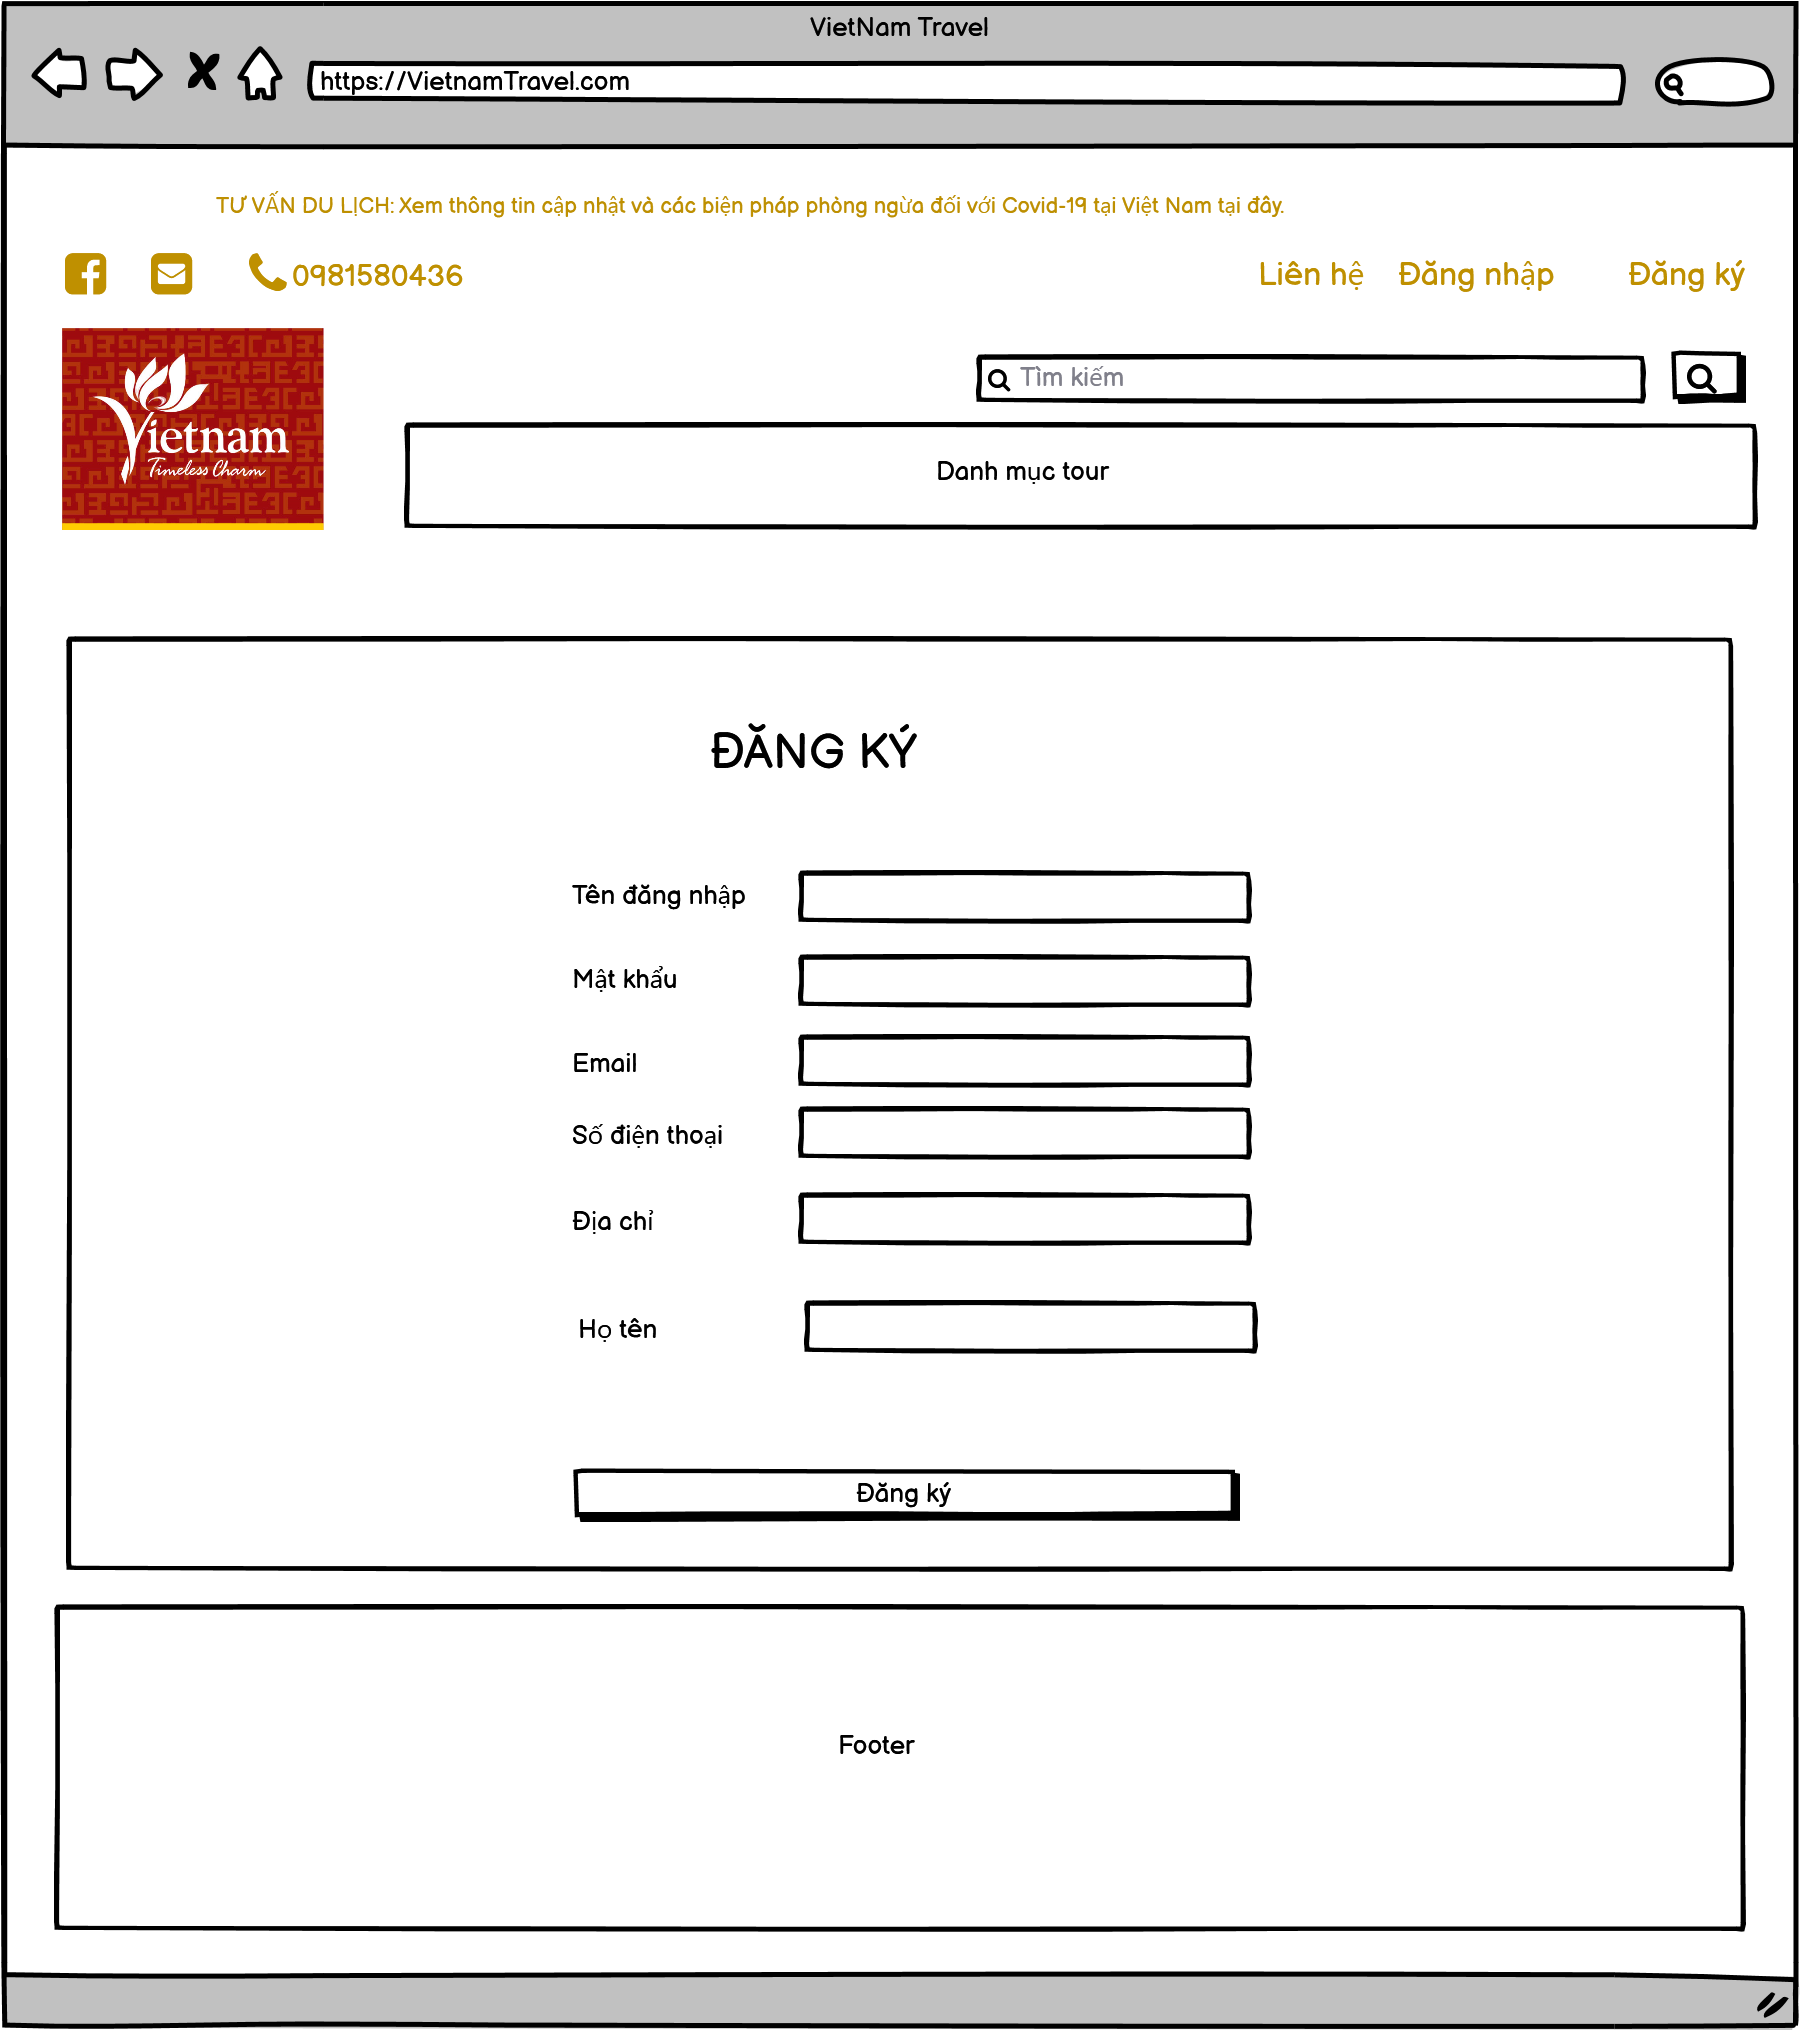 VietNam Travel
https://VietnamTravel.com
TƯ VẤN DU LỊCH: Xem thông tin cập nhật và các biện pháp phòng ngừa đối với Covid-19 tại Việt Nam tại đây.
0981580436 Liên hệ Đăng nhập Đăng ký
Tìm kiếm
Vietnam
Timeless Charm
Danh mục tour
ĐĂNG KÝ
Tên đăng nhập
Mật khẩu
Email
Số điện thoại
Địa chỉ
Họ tên
Đăng ký
Footer